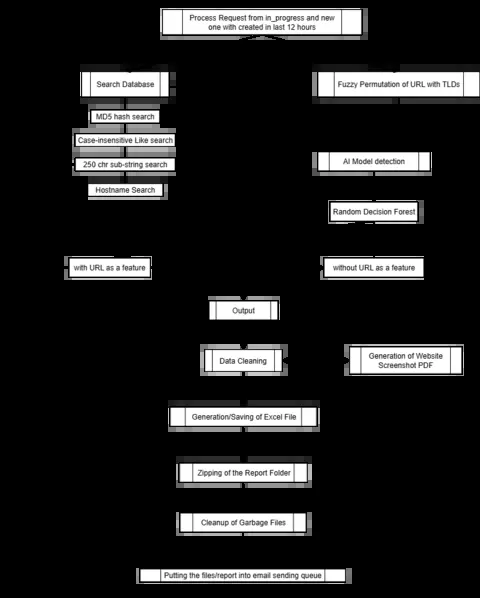 Process Request from in_progress and new
one with created in last 12 hours
Search Database
Fuzzy Permutation of URL with TLDs
MD5 hash search
Case-insensitive Like search
250 chr sub-string search
AI Model detection
Hostname Search
Random Decision Forest
with URL as a feature
without URL as a feature
Output
Data Cleaning
Generation of Website
Screenshot PDF
Generation/Saving of Excel File
Zipping of the Report Folder
Cleanup of Garbage Files
Putting the files/report into email sending queue